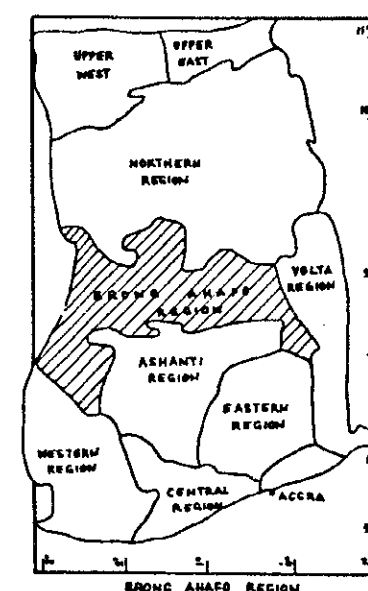 UPPER
WEST
UPPER
EAST
NORTHERN
REGION
VOLTA
REGION
BRONG AHAFO
REGION
ASHANTI
REGION
EASTERN
REGION
WESTERN
REGION
CENTRAL
REGION
ACCRA
BRONG AHAFO REGION